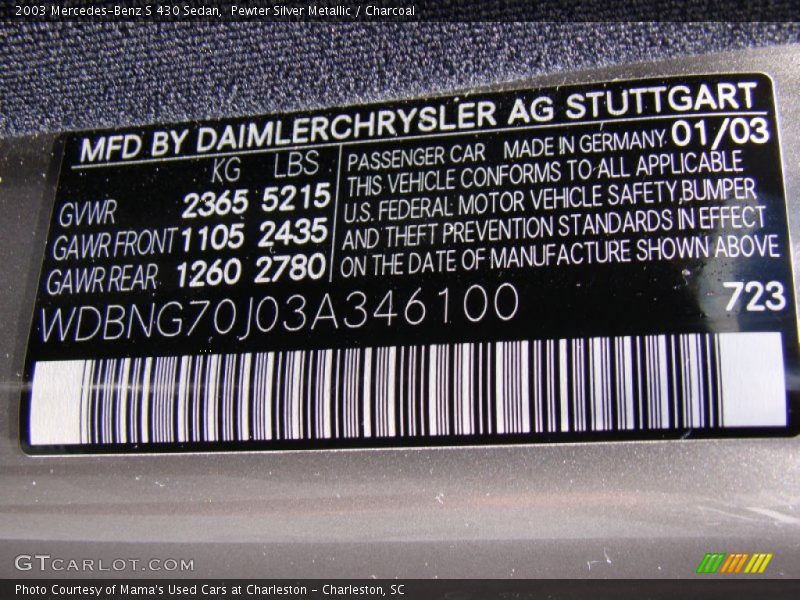 2003 Mercedes-Benz S 430 Sedan,  Pewter Silver Metallic / Charcoal
MFD BY DAIMLERCHRYSLER AG STUTTGART
KG LBS
GVWR 2365 5215
GAWR FRONT 1105 2435
GAWR REAR 1260 2780
PASSENGER CAR MADE IN GERMANY 01/03
THIS VEHICLE CONFORMS TO ALL APPLICABLE
U.S. FEDERAL MOTOR VEHICLE SAFETY, BUMPER
AND THEFT PREVENTION STANDARDS IN EFFECT
ON THE DATE OF MANUFACTURE SHOWN ABOVE
WDBNG70J03A346100
723
GTCARLOT.COM
Photo Courtesy of Mama's Used Cars at Charleston - Charleston, SC